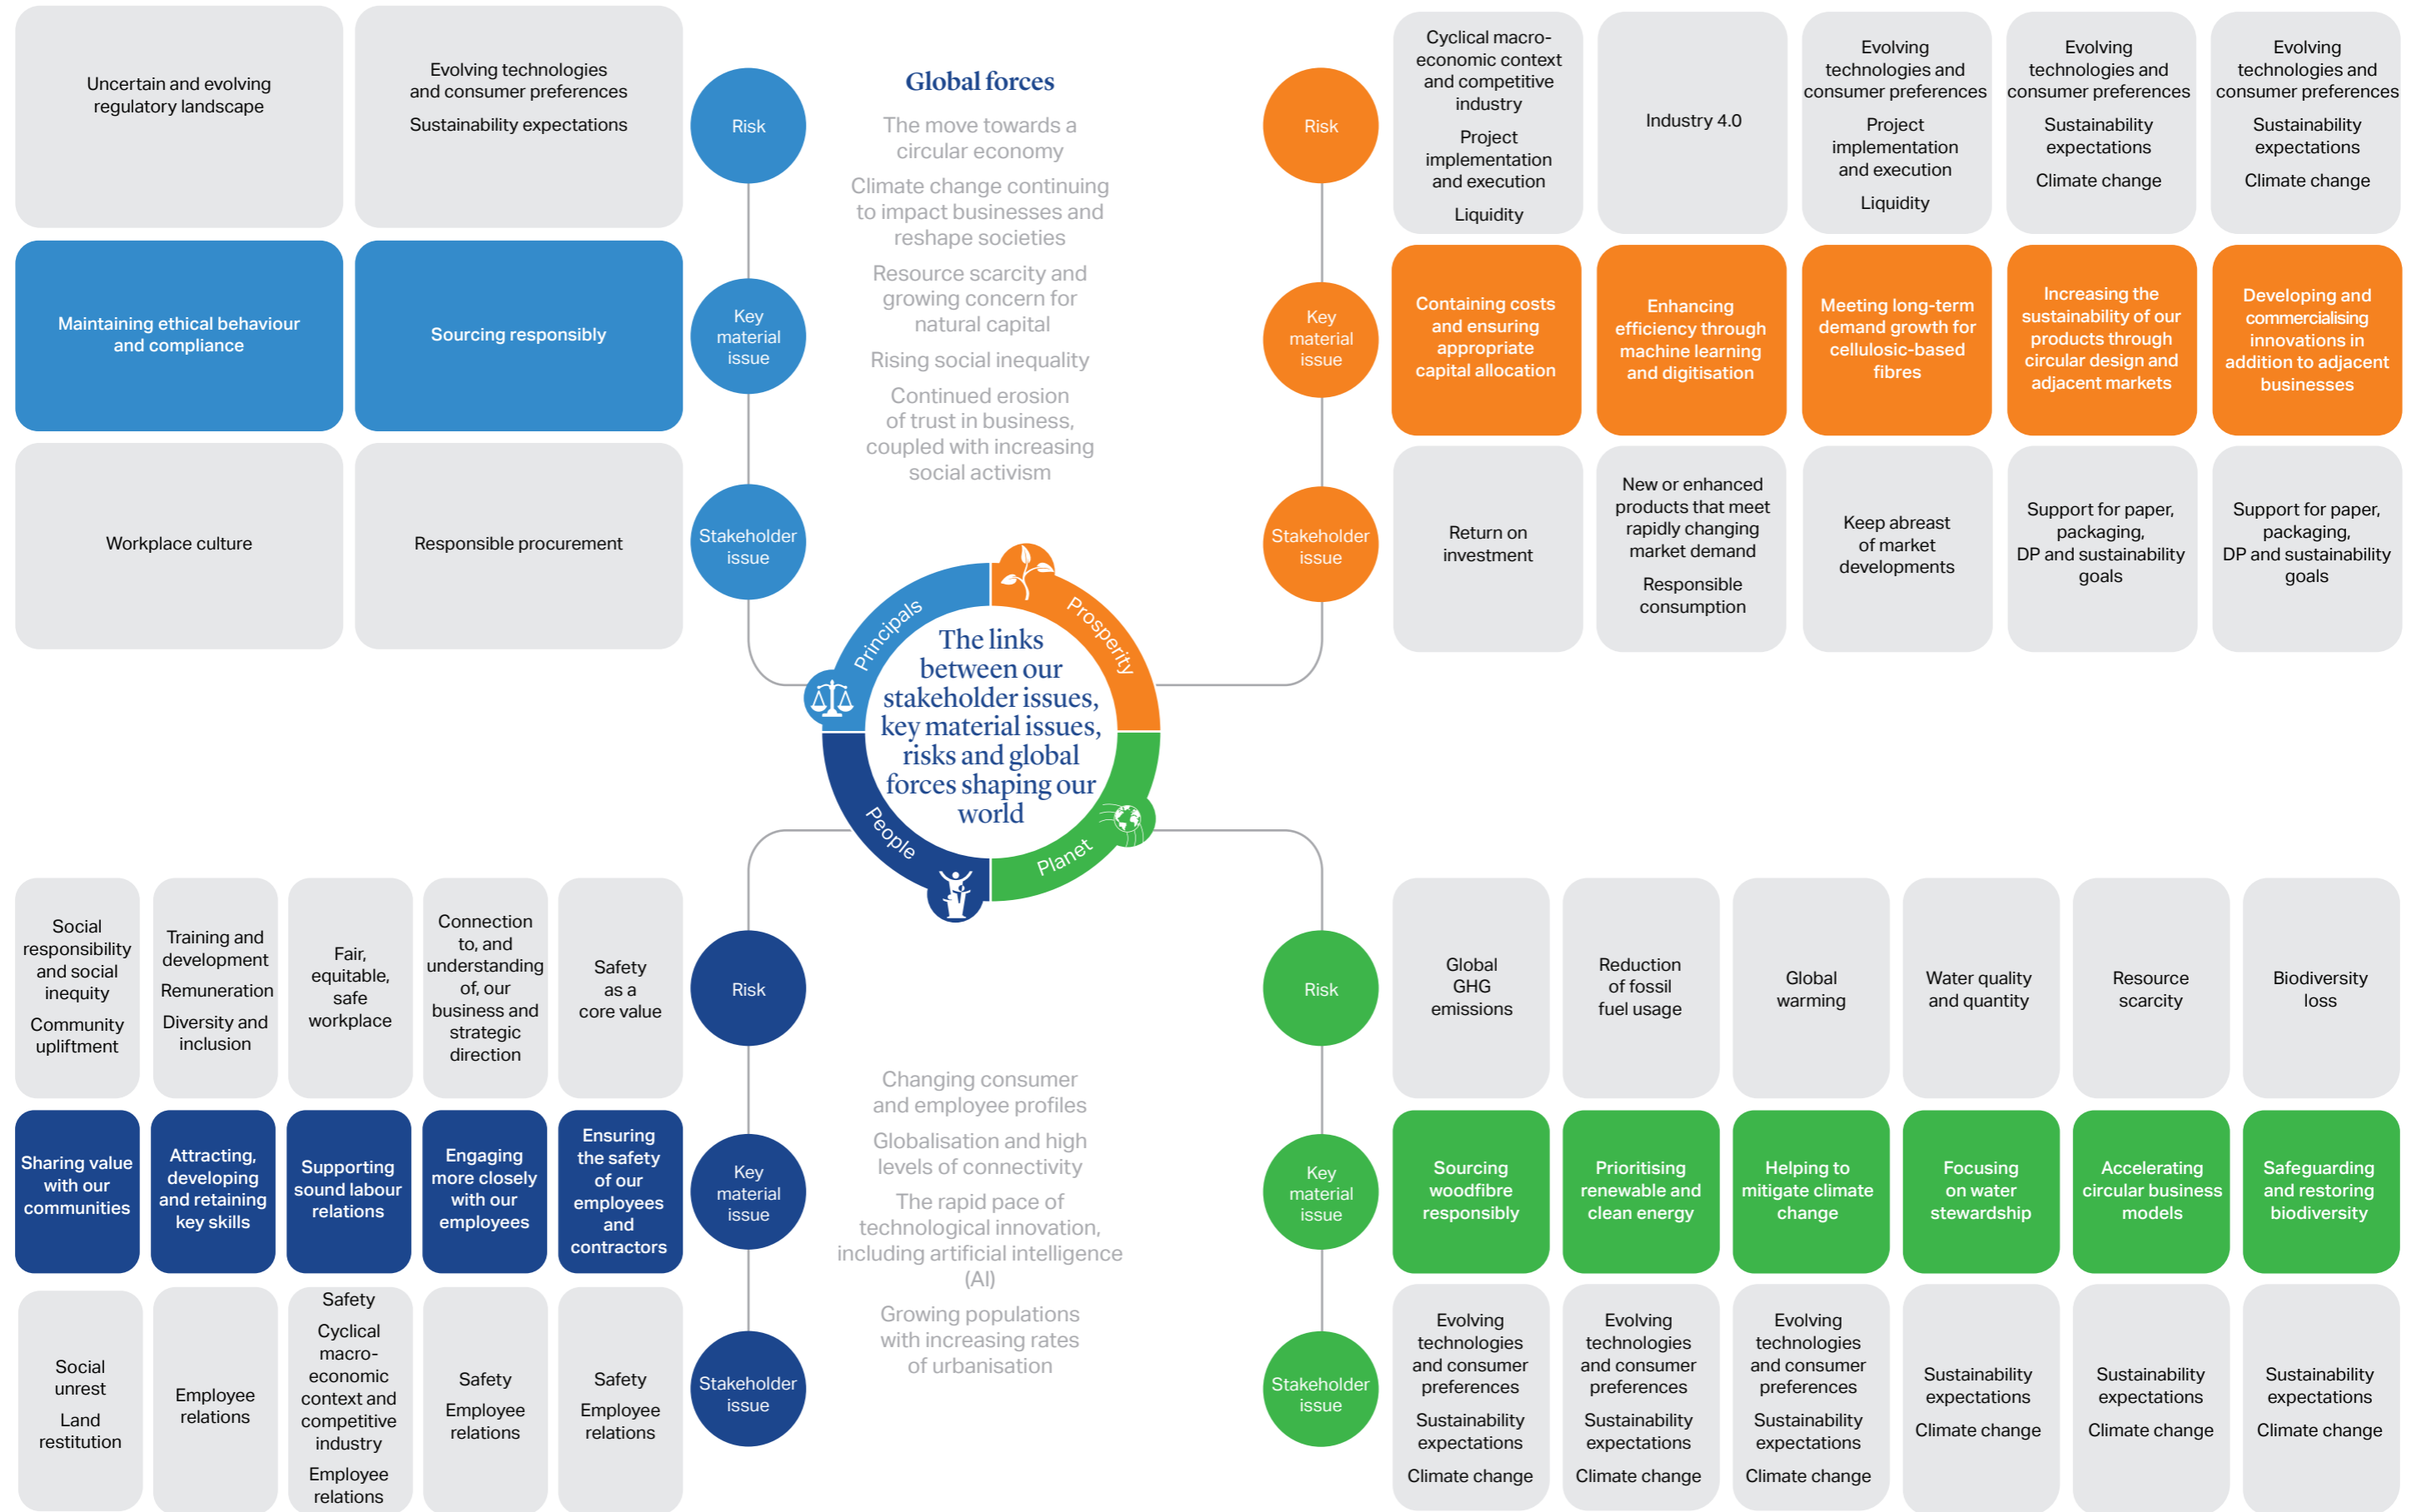 Uncertain and evolving
regulatory landscape
Evolving technologies
and consumer preferences
Sustainability expectations
Risk
Maintaining ethical behaviour
and compliance
Sourcing responsibly
Key
material
issue
Workplace culture
Responsible procurement
Stakeholder
issue
Global forces
The move towards a
circular economy
Climate change continuing
to impact businesses and
reshape societies
Resource scarcity and
growing concern for
natural capital
Rising social inequality
Continued erosion
of trust in business,
coupled with increasing
social activism
Risk
Cyclical macro-
economic context
and competitive
industry
Project
implementation
and execution
Liquidity
Industry 4.0
Evolving
technologies and
consumer preferences
Project
implementation
and execution
Liquidity
Evolving
technologies and
consumer preferences
Sustainability
expectations
Climate change
Evolving
technologies and
consumer preferences
Sustainability
expectations
Climate change
Key
material
issue
Containing costs
and ensuring
appropriate
capital allocation
Enhancing
efficiency through
machine learning
and digitisation
Meeting long-term
demand growth for
cellulosic-based
fibres
Increasing the
sustainability of our
products through
circular design and
adjacent markets
Developing and
commercialising
innovations in
addition to adjacent
businesses
Stakeholder
issue
Return on
investment
New or enhanced
products that meet
rapidly changing
market demand
Responsible
consumption
Keep abreast
of market
developments
Support for paper,
packaging,
DP and sustainability
goals
Support for paper,
packaging,
DP and sustainability
goals
Principals
Prosperity
The links
between our
stakeholder issues,
key material issues,
risks and global
forces shaping our
world
People
Planet
Social
responsibility
and social
inequity
Community
upliftment
Training and
development
Remuneration
Diversity and
inclusion
Fair,
equitable,
safe
workplace
Connection
to, and
understanding
of, our
business and
strategic
direction
Safety
as a
core value
Risk
Sharing value
with our
communities
Attracting,
developing
and retaining
key skills
Supporting
sound labour
relations
Engaging
more closely
with our
employees
Ensuring
the safety
of our
employees
and
contractors
Key
material
issue
Social
unrest
Land
restitution
Employee
relations
Safety
Cyclical
macro-
economic
context and
competitive
industry
Employee
relations
Safety
Employee
relations
Safety
Employee
relations
Stakeholder
issue
Changing consumer
and employee profiles
Globalisation and high
levels of connectivity
The rapid pace of
technological innovation,
including artificial intelligence
(AI)
Growing populations
with increasing rates
of urbanisation
Risk
Global
GHG
emissions
Reduction
of fossil
fuel usage
Global
warming
Water quality
and quantity
Resource
scarcity
Biodiversity
loss
Key
material
issue
Sourcing
woodfibre
responsibly
Prioritising
renewable and
clean energy
Helping to
mitigate climate
change
Focusing
on water
stewardship
Accelerating
circular business
models
Safeguarding
and restoring
biodiversity
Stakeholder
issue
Evolving
technologies
and consumer
preferences
Sustainability
expectations
Climate change
Evolving
technologies
and consumer
preferences
Sustainability
expectations
Climate change
Evolving
technologies
and consumer
preferences
Sustainability
expectations
Climate change
Sustainability
expectations
Climate change
Sustainability
expectations
Climate change
Sustainability
expectations
Climate change